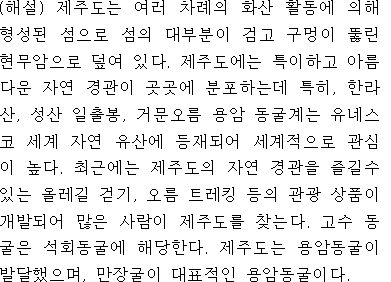 (해설) 제주도는 여러 차례의 화산 활동에 의해
형성된 섬으로 섬의 대부분이 검고 구멍이 뚫린
현무암으로 덮여 있다. 제주도에는 특이하고 아름
다운 자연 경관이 곳곳에 분포하는데 특히, 한라
산, 성산 일출봉, 거문오름 용암 동굴계는 유네스
코 세계 자연 유산에 등재되어 세계적으로 관심
이 높다. 최근에는 제주도의 자연 경관을 즐길수
있는 올레길 걷기, 오름 트레킹 등의 관광 상품이
개발되어 많은 사람이 제주도를 찾는다. 고수 동
굴은 석회동굴에 해당한다. 제주도는 용암동굴이
발달했으며, 만장굴이 대표적인 용암동굴이다.